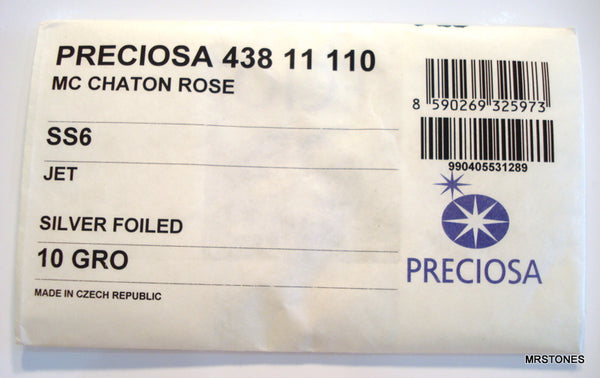 PRECIOSA 438 11 110
MC CHATON ROSE
8 590269 325973
SS6
990405531289
JET
SILVER FOILED
10 GRO
PRECIOSA
MADE IN CZECH REPUBLIC
MRSTONES